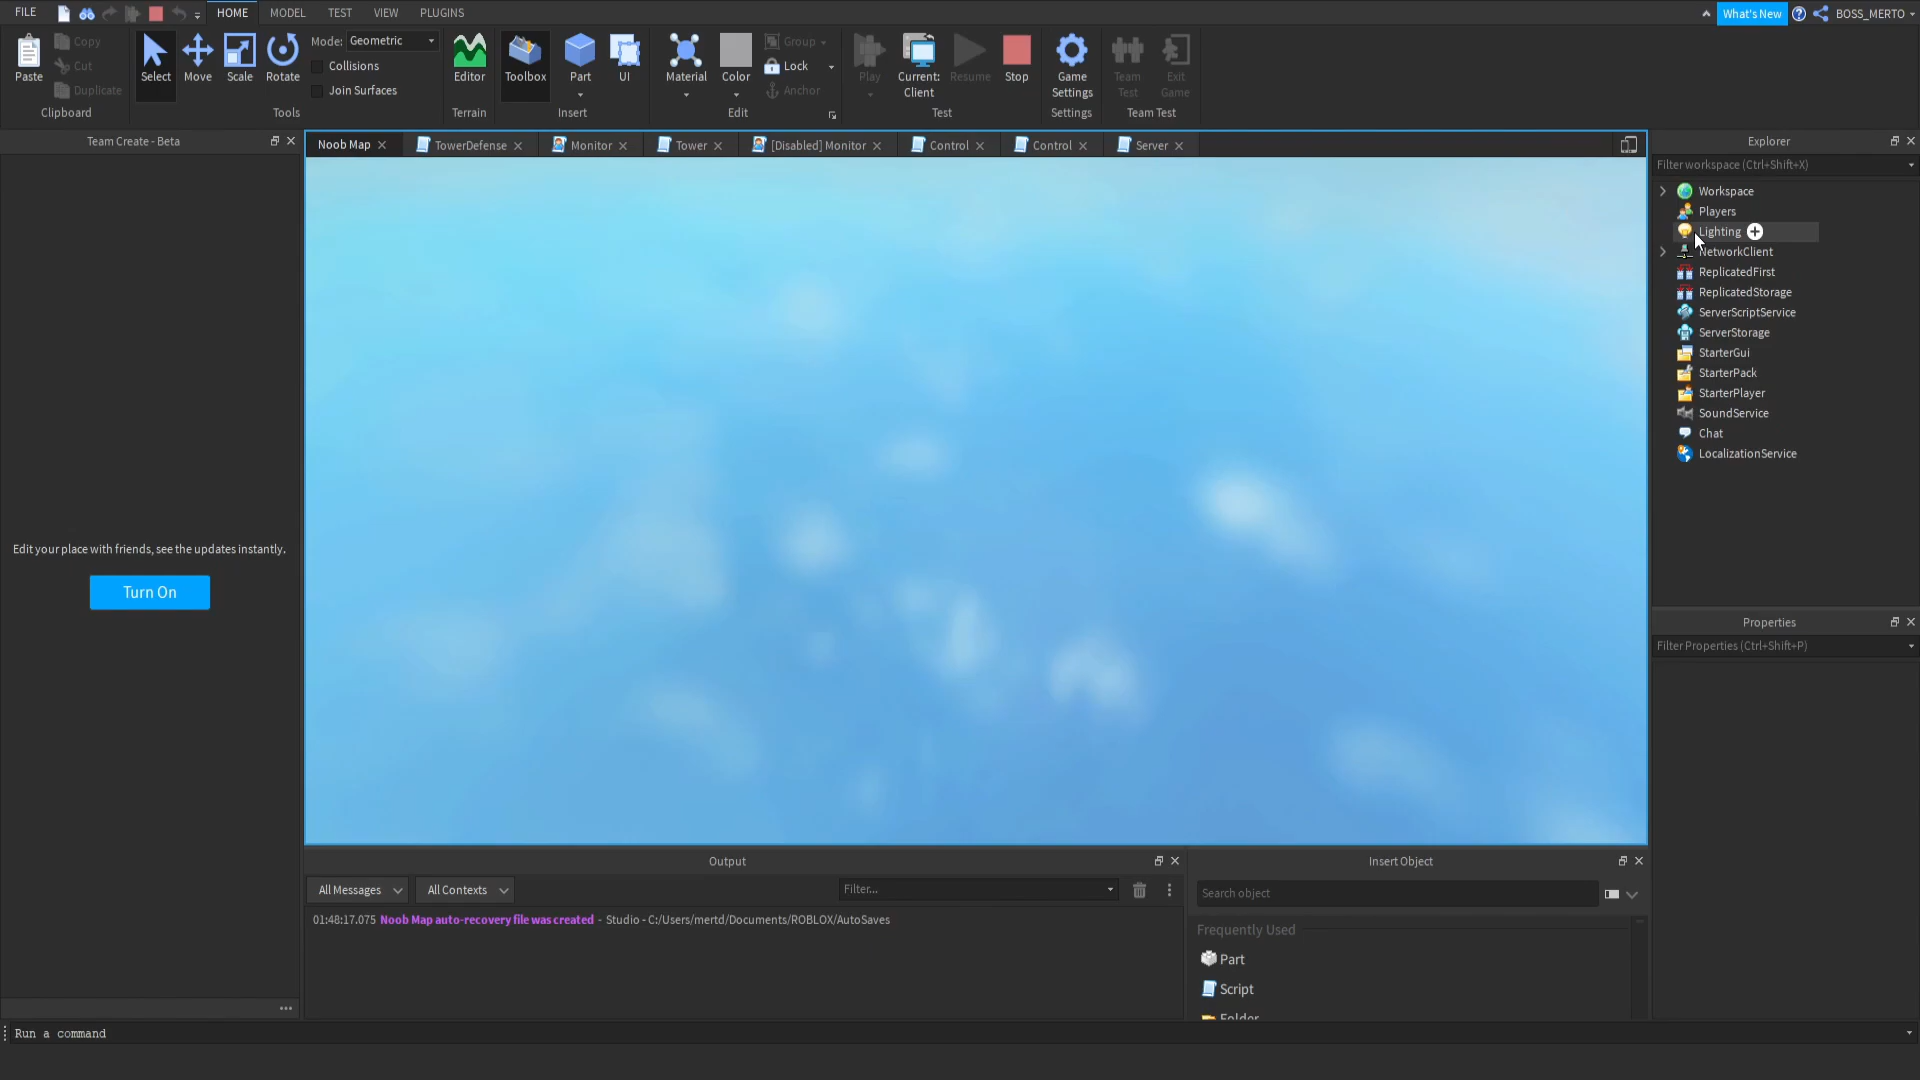 FILE HOME MODEL TEST VIEW PLUGINS What's New BOSS_MERTO
Paste Copy Cut Duplicate Clipboard
Select Move Scale Rotate Mode: Geometric Collisions Join Surfaces Tools
Editor Terrain
Toolbox Part UI Insert
Material Color Group Lock Anchor Edit
Play Current: Client Resume Stop Test
Game Settings Settings
Team Test Exit Game Team Test
Team Create - Beta
Noob Map TowerDefense Monitor Tower [Disabled] Monitor Control Control Server
Edit your place with friends, see the updates instantly.
Turn On
Explorer
Filter workspace (Ctrl+Shift+X)
Workspace
Players
Lighting
NetworkClient
ReplicatedFirst
ReplicatedStorage
ServerScriptService
ServerStorage
StarterGui
StarterPack
StarterPlayer
SoundService
Chat
LocalizationService
Properties
Filter Properties (Ctrl+Shift+P)
Output
All Messages All Contexts Filter...
01:48:17.075 Noob Map auto-recovery file was created - Studio - C:/Users/mertd/Documents/ROBLOX/AutoSaves
Insert Object
Search object
Frequently Used
Part
Script
Folder
Run a command